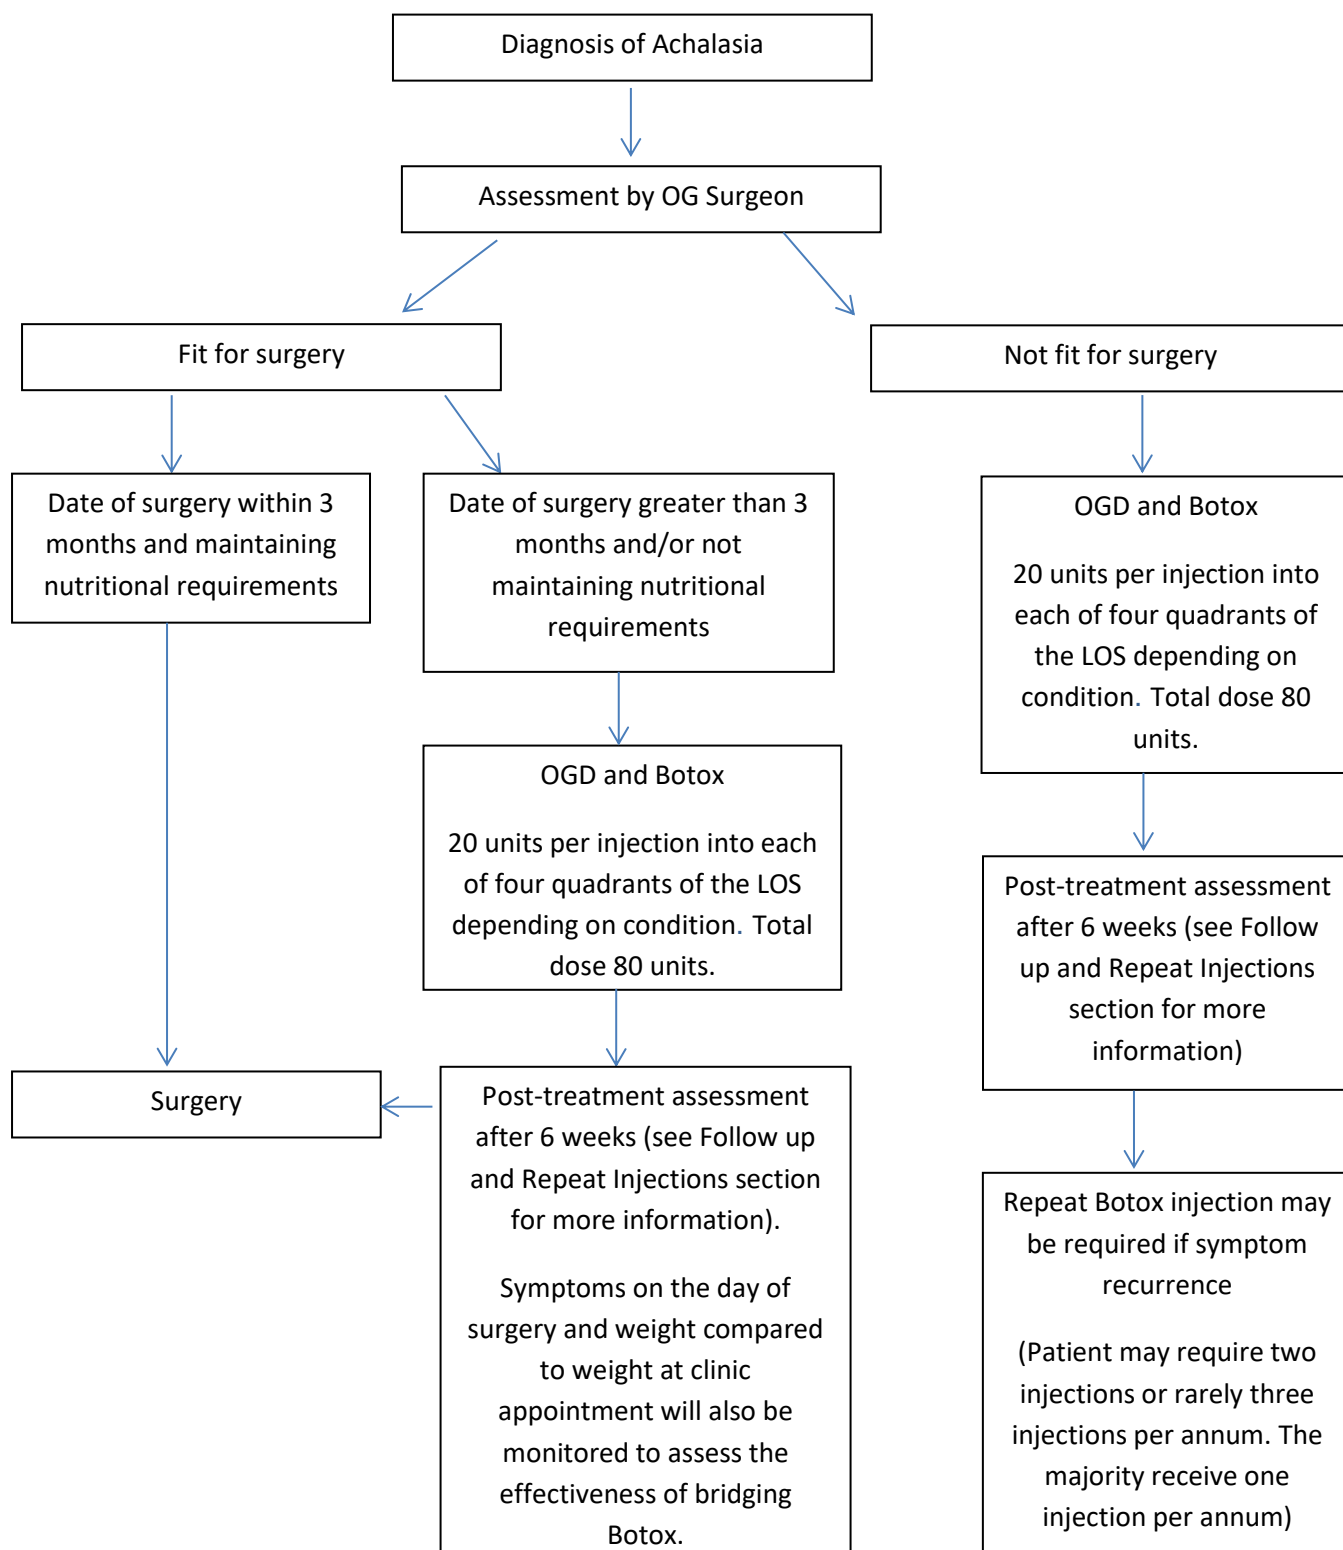 Diagnosis of Achalasia
Assessment by OG Surgeon
Fit for surgery
Not fit for surgery
Date of surgery within 3
months and maintaining
nutritional requirements
Date of surgery greater than 3
months and/or not
maintaining nutritional
requirements
OGD and Botox
20 units per injection into
each of four quadrants of
the LOS depending on
condition. Total dose 80
units.
OGD and Botox
20 units per injection into each
of four quadrants of the LOS
depending on condition. Total
dose 80 units.
Post-treatment assessment
after 6 weeks (see Follow
up and Repeat Injections
section for more
information)
Surgery
Post-treatment assessment
after 6 weeks (see Follow up
and Repeat Injections section
for more information).
Symptoms on the day of
surgery and weight compared
to weight at clinic
appointment will also be
monitored to assess the
effectiveness of bridging
Botox.
Repeat Botox injection may
be required if symptom
recurrence
(Patient may require two
injections or rarely three
injections per annum. The
majority receive one
injection per annum)